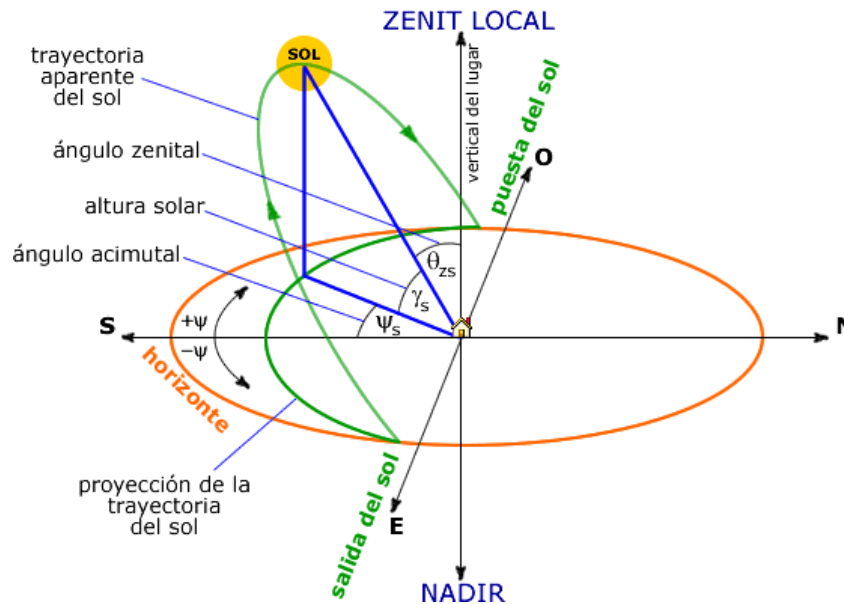 ZENIT LOCAL
SOL
trayectoria
aparente
del sol
vertical del lugar
puesta del sol
O
ángulo zenital
altura solar
ángulo acimutal
θzs
γs
ψs
S
+ψ
−ψ
N
horizonte
proyección de la
trayectoria
del sol
salida del sol
E
NADIR